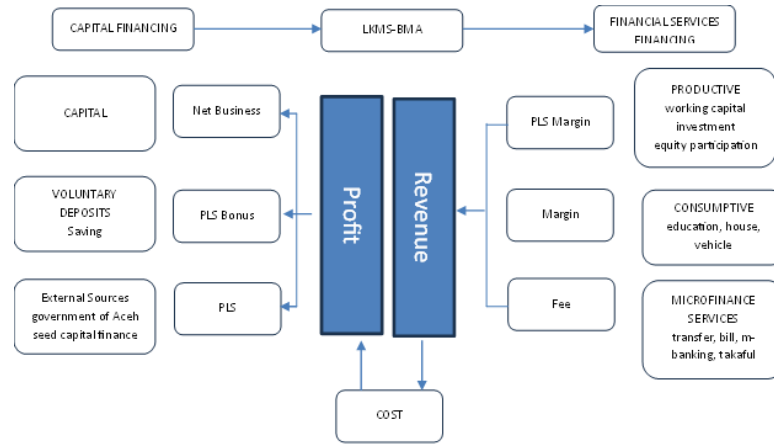 CAPITAL FINANCING
LKMS-BMA
FINANCIAL SERVICES
FINANCING
CAPITAL
Net Business
PLS Margin
PRODUCTIVE
working capital
investment
equity participation
VOLUNTARY
DEPOSITS
Saving
PLS Bonus
Profit
Revenue
Margin
CONSUMPTIVE
education, house,
vehicle
External Sources
government of Aceh
seed capital finance
PLS
Fee
MICROFINANCE
SERVICES
transfer, bill, m-
banking, takaful
COST